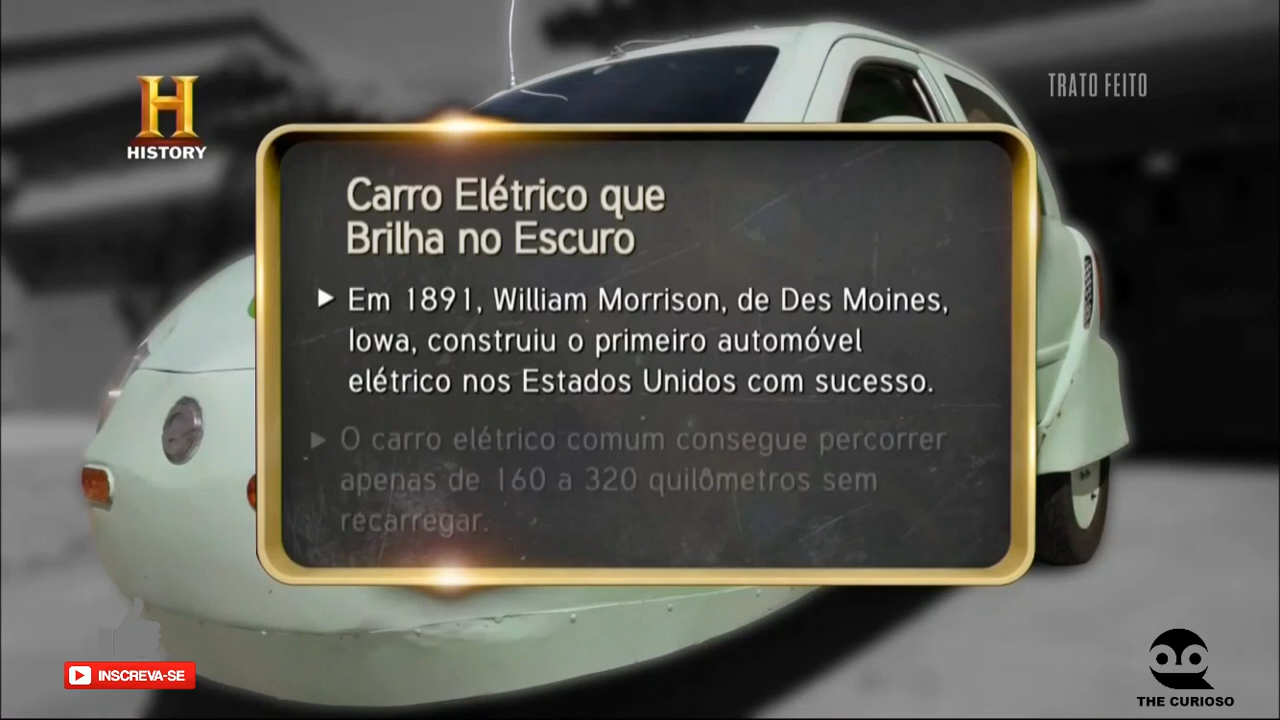 H
HISTORY
TRATO FEITO
Carro Elétrico que
Brilha no Escuro
Em 1891, William Morrison, de Des Moines,
Iowa, construiu o primeiro automóvel
elétrico nos Estados Unidos com sucesso.
O carro elétrico comum consegue percorrer
apenas de 160 a 320 quilômetros sem
recarregar.
INSCREVA-SE
THE CURIOSO